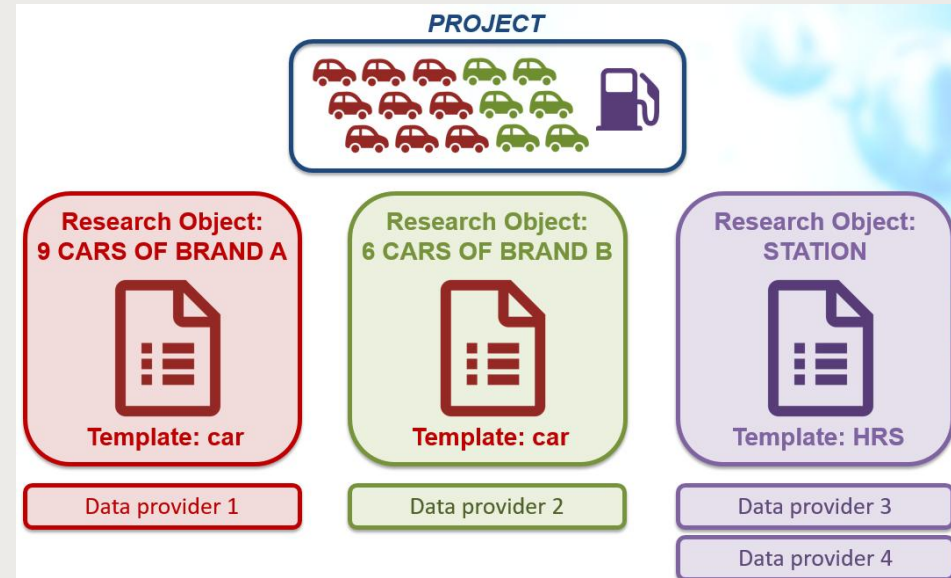 PROJECT
Research Object:
9 CARS OF BRAND A
Template: car
Data provider 1
Research Object:
6 CARS OF BRAND B
Template: car
Data provider 2
Research Object:
STATION
Template: HRS
Data provider 3
Data provider 4